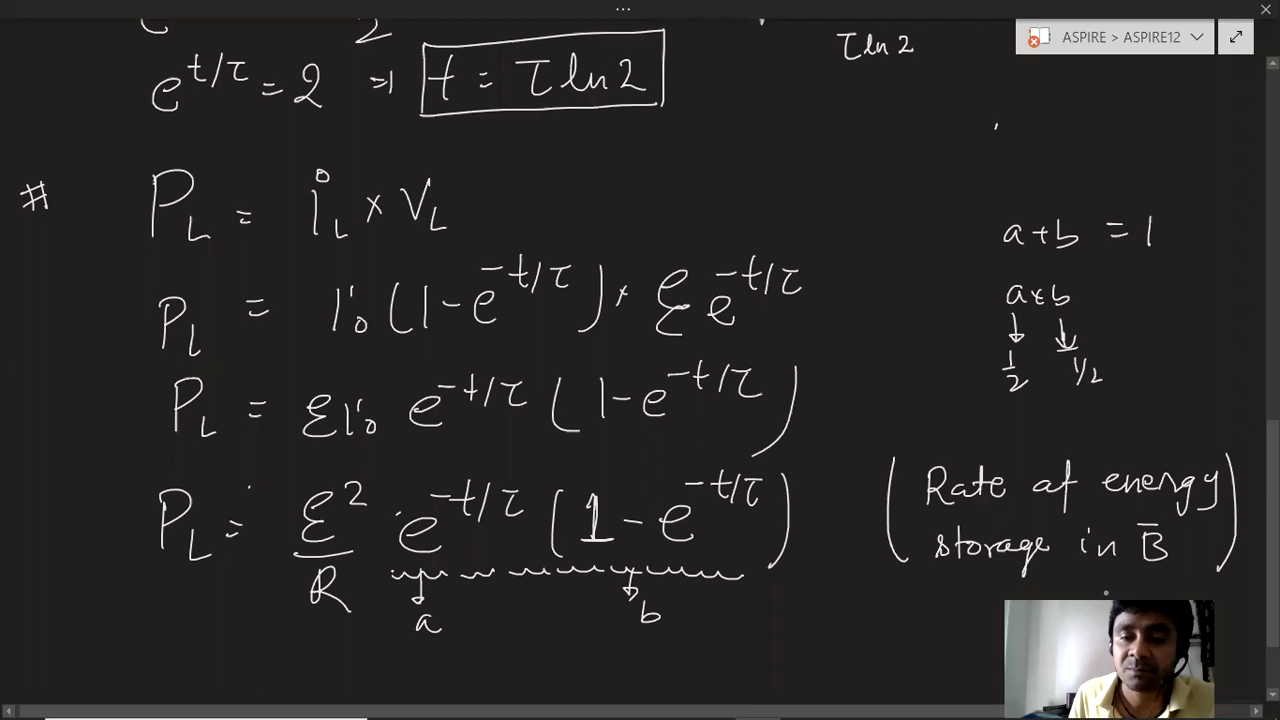 τ ln 2
ASPIRE > ASPIRE12
e^{t/τ} = 2 ⇒ t = τ ln 2
# P_L = i_L × V_L
P_L = i_0 (1 - e^{-t/τ}) × ℰ e^{-t/τ}
P_L = ℰ i_0 e^{-t/τ} (1 - e^{-t/τ})
P_L = ℰ²/R e^{-t/τ} (1 - e^{-t/τ})
a b
a + b = 1
a × b
1/2 1/2
(Rate of energy
storage in B̅)